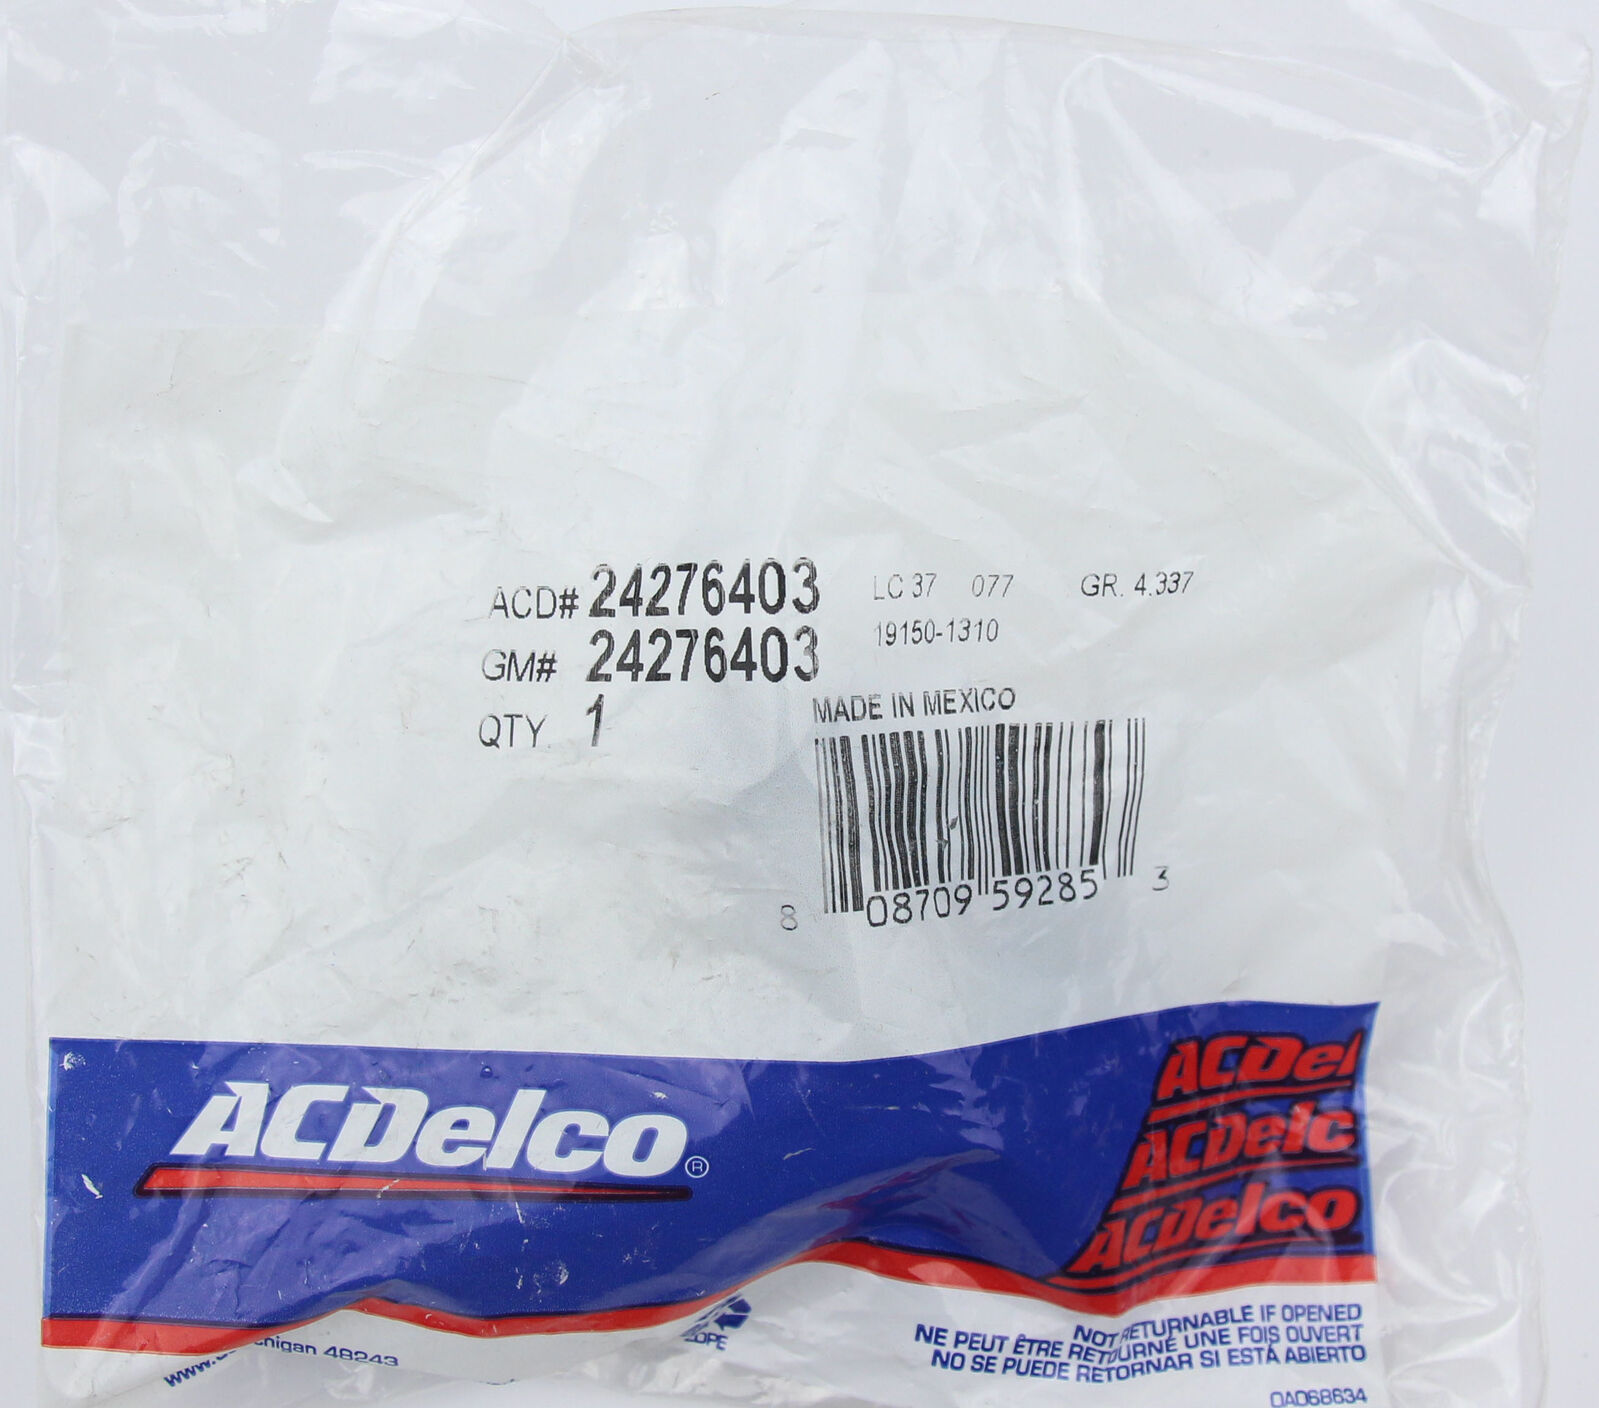 ACD# 24276403
GM# 24276403
QTY. 1
LC 37 077 GR. 4.337
19150-1310
MADE IN MEXICO
8 08709 59285 3
ACDelco®
ACDel
ACDelc
ACDelco
48243
NOT RETURNABLE IF OPENED
NE PEUT ÊTRE RETOURNÉ UNE FOIS OUVERT
NO SE PUEDE RETORNAR SI ESTÁ ABIERTO
OAD68634